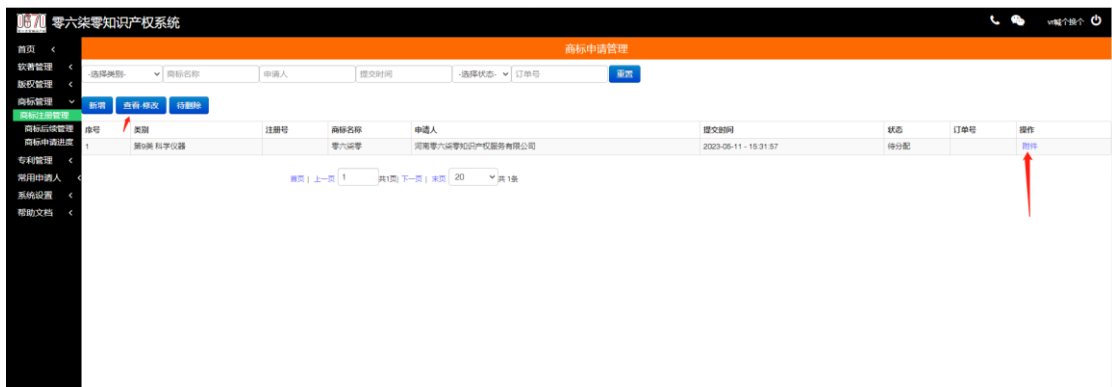 零六柒零知识产权系统
首页
软著管理
版权管理
商标管理
商标注册管理
商标后续管理
商标申请进度
专利管理
常用申请人
系统设置
帮助文档
商标申请管理
-选择类别- 商标名称 申请人 提交时间 -选择状态- 订单号 重置
新增 查看-修改 待删除
序号 类别 注册号 商标名称 申请人 提交时间 状态 订单号 操作
1 第9类 科学仪器 零六柒零 河南零六柒零知识产权服务有限公司 2023-05-11 - 15:31:57 待分配 附件
首页 | 上一页 1 共1页| 下一页 | 末页 20 共 1条